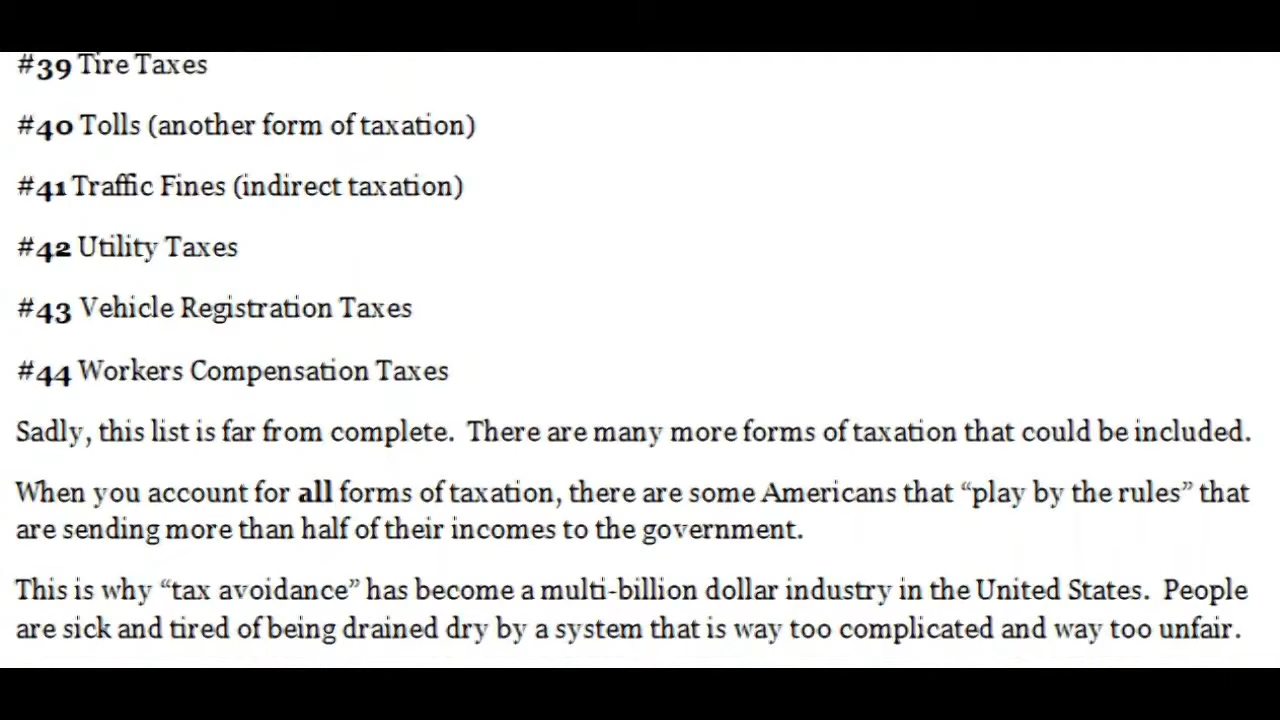 #39 Tire Taxes
#40 Tolls (another form of taxation)
#41 Traffic Fines (indirect taxation)
#42 Utility Taxes
#43 Vehicle Registration Taxes
#44 Workers Compensation Taxes
Sadly, this list is far from complete.  There are many more forms of taxation that could be included.
When you account for all forms of taxation, there are some Americans that “play by the rules” that
are sending more than half of their incomes to the government.
This is why “tax avoidance” has become a multi-billion dollar industry in the United States.  People
are sick and tired of being drained dry by a system that is way too complicated and way too unfair.